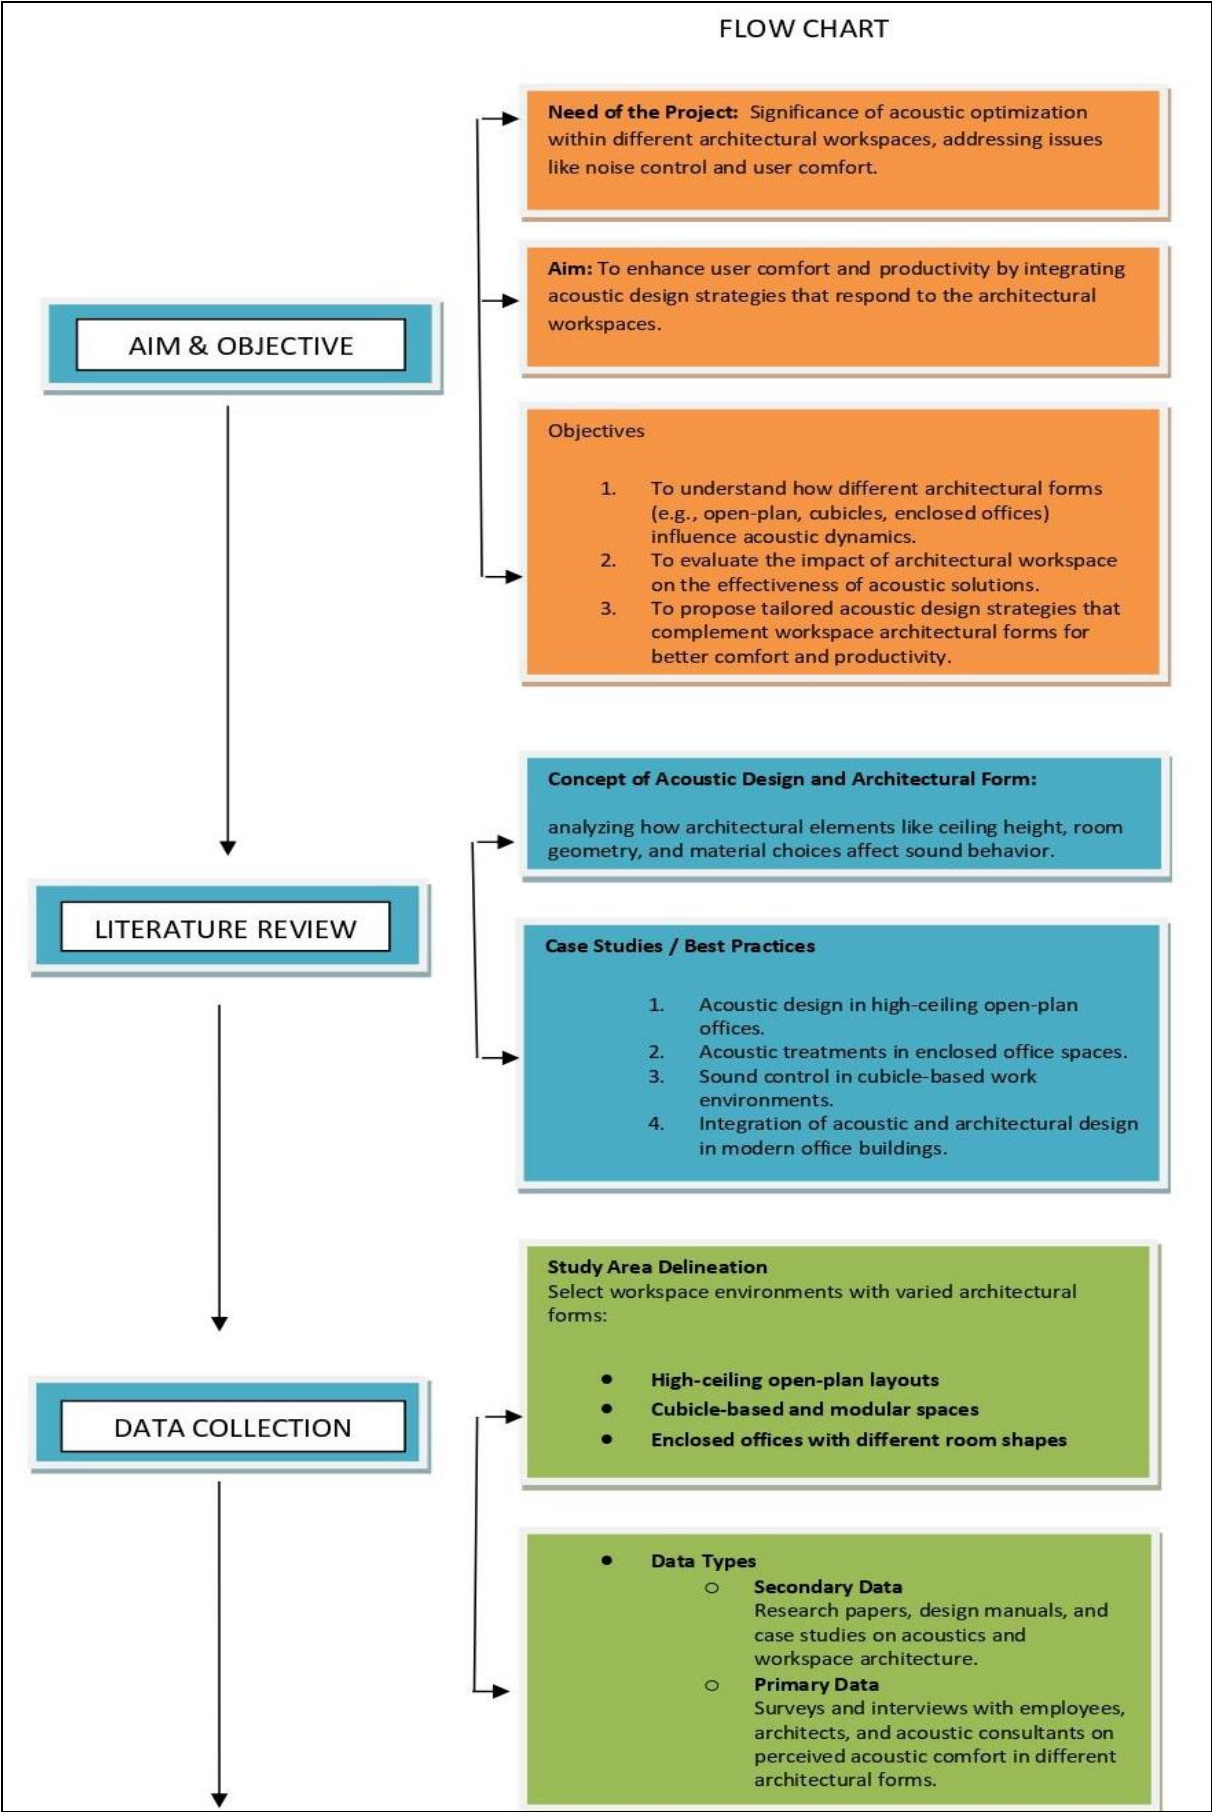 FLOW CHART
Need of the Project: Significance of acoustic optimization
within different architectural workspaces, addressing issues
like noise control and user comfort.
Aim: To enhance user comfort and productivity by integrating
acoustic design strategies that respond to the architectural
workspaces.
AIM & OBJECTIVE
Objectives
1. To understand how different architectural forms
(e.g., open-plan, cubicles, enclosed offices)
influence acoustic dynamics.
2. To evaluate the impact of architectural workspace
on the effectiveness of acoustic solutions.
3. To propose tailored acoustic design strategies that
complement workspace architectural forms for
better comfort and productivity.
Concept of Acoustic Design and Architectural Form:
analyzing how architectural elements like ceiling height, room
geometry, and material choices affect sound behavior.
LITERATURE REVIEW
Case Studies / Best Practices
1. Acoustic design in high-ceiling open-plan
offices.
2. Acoustic treatments in enclosed office spaces.
3. Sound control in cubicle-based work
environments.
4. Integration of acoustic and architectural design
in modern office buildings.
Study Area Delineation
Select workspace environments with varied architectural
forms:
● High-ceiling open-plan layouts
● Cubicle-based and modular spaces
● Enclosed offices with different room shapes
DATA COLLECTION
● Data Types
○ Secondary Data
Research papers, design manuals, and
case studies on acoustics and
workspace architecture.
○ Primary Data
Surveys and interviews with employees,
architects, and acoustic consultants on
perceived acoustic comfort in different
architectural forms.